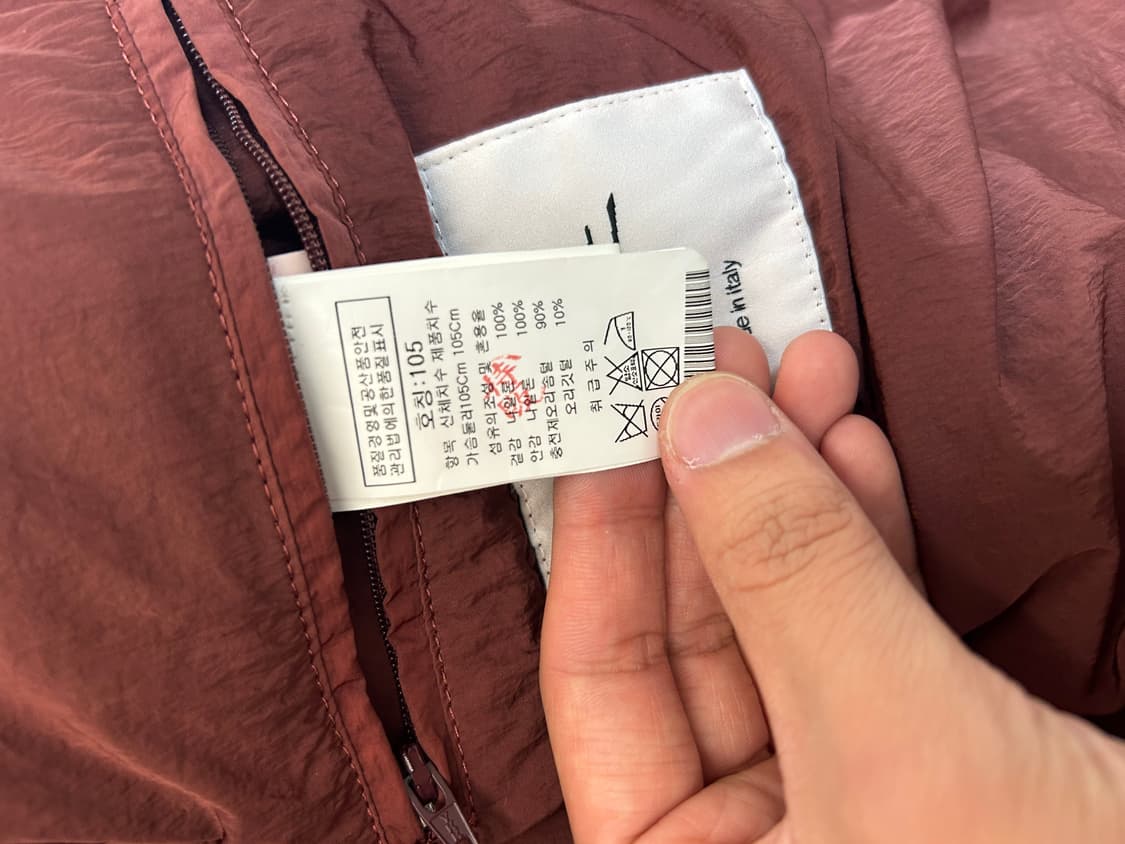 품질경영및공산품안전
관리법에의한품질표시
호칭:105
항목 신체치수 제품치수
가슴둘레105Cm 105Cm
섬유의조성및 혼용율
겉감 나일론 100%
안감 나일론 100%
충전제오리솜털 90%
오리깃털 10%
취급주의
in italy